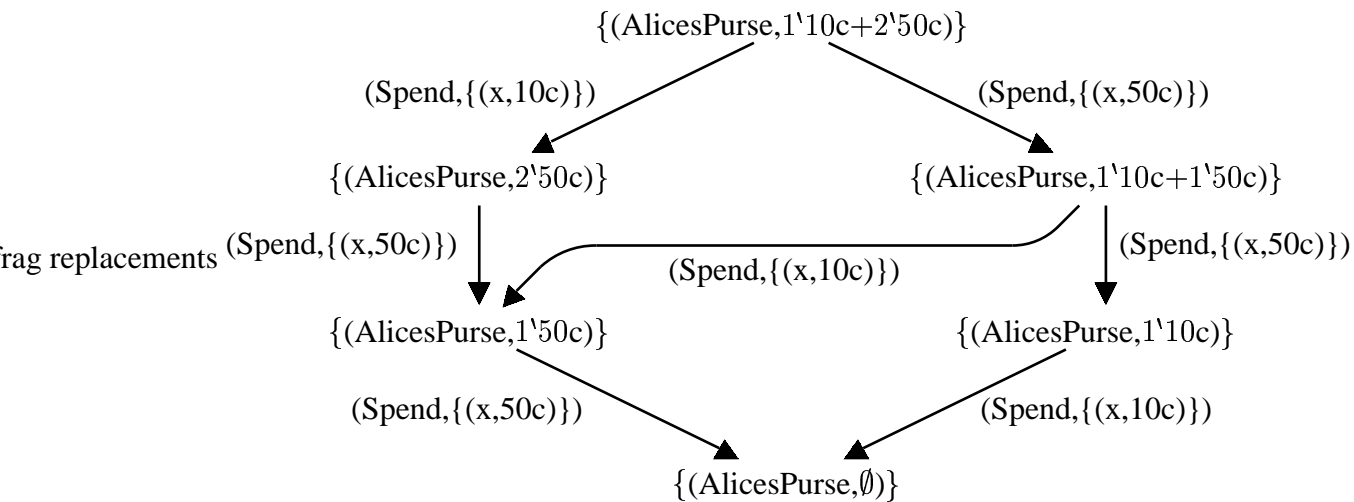 {(AlicesPurse,1`10c+2`50c)}
(Spend,{(x,10c)})
(Spend,{(x,50c)})
{(AlicesPurse,2`50c)}
{(AlicesPurse,1`10c+1`50c)}
frag replacements
(Spend,{(x,50c)})
(Spend,{(x,10c)})
(Spend,{(x,50c)})
{(AlicesPurse,1`50c)}
{(AlicesPurse,1`10c)}
(Spend,{(x,50c)})
(Spend,{(x,10c)})
{(AlicesPurse,∅)}